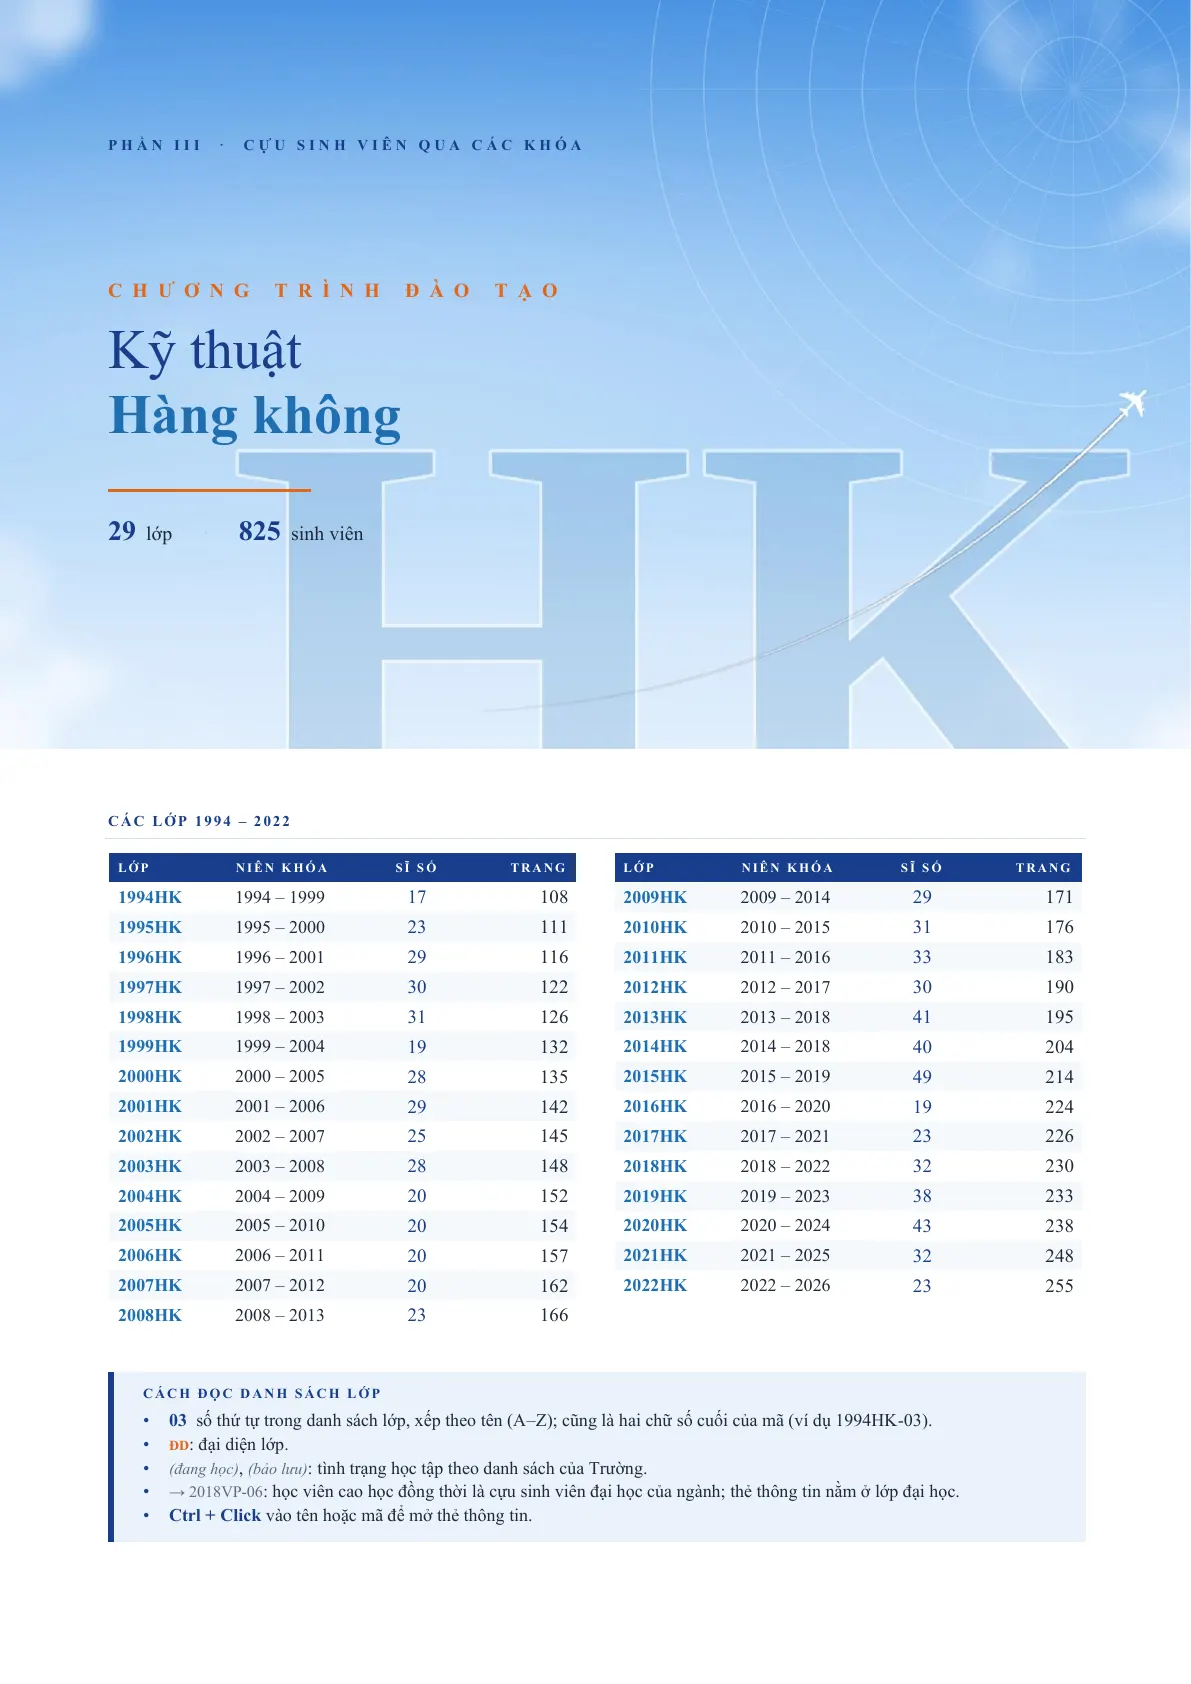 PHẦN III · CỰU SINH VIÊN QUA CÁC KHÓA
CHƯƠNG TRÌNH ĐÀO TẠO
Kỹ thuật
Hàng không
HK
29 lớp · 825 sinh viên
CÁC LỚP 1994 – 2022
LỚP NIÊN KHÓA SĨ SỐ TRANG
1994HK 1994 – 1999 17 108
1995HK 1995 – 2000 23 111
1996HK 1996 – 2001 29 116
1997HK 1997 – 2002 30 122
1998HK 1998 – 2003 31 126
1999HK 1999 – 2004 19 132
2000HK 2000 – 2005 28 135
2001HK 2001 – 2006 29 142
2002HK 2002 – 2007 25 145
2003HK 2003 – 2008 28 148
2004HK 2004 – 2009 20 152
2005HK 2005 – 2010 20 154
2006HK 2006 – 2011 20 157
2007HK 2007 – 2012 20 162
2008HK 2008 – 2013 23 166
LỚP NIÊN KHÓA SĨ SỐ TRANG
2009HK 2009 – 2014 29 171
2010HK 2010 – 2015 31 176
2011HK 2011 – 2016 33 183
2012HK 2012 – 2017 30 190
2013HK 2013 – 2018 41 195
2014HK 2014 – 2018 40 204
2015HK 2015 – 2019 49 214
2016HK 2016 – 2020 19 224
2017HK 2017 – 2021 23 226
2018HK 2018 – 2022 32 230
2019HK 2019 – 2023 38 233
2020HK 2020 – 2024 43 238
2021HK 2021 – 2025 32 248
2022HK 2022 – 2026 23 255
CÁCH ĐỌC DANH SÁCH LỚP
• 03 số thứ tự trong danh sách lớp, xếp theo tên (A–Z); cũng là hai chữ số cuối của mã (ví dụ 1994HK-03).
• ĐD: đại diện lớp.
• (đang học), (bảo lưu): tình trạng học tập theo danh sách của Trường.
• → 2018VP-06: học viên cao học đồng thời là cựu sinh viên đại học của ngành; thẻ thông tin nằm ở lớp đại học.
• Ctrl + Click vào tên hoặc mã để mở thẻ thông tin.